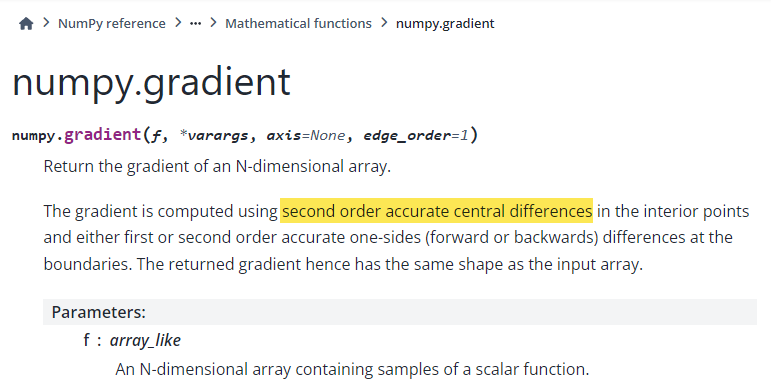 NumPy reference > ... > Mathematical functions > numpy.gradient
numpy.gradient
numpy.gradient(f, *varargs, axis=None, edge_order=1)
Return the gradient of an N-dimensional array.
The gradient is computed using second order accurate central differences in the interior points
and either first or second order accurate one-sides (forward or backwards) differences at the
boundaries. The returned gradient hence has the same shape as the input array.
Parameters:
f : array_like
An N-dimensional array containing samples of a scalar function.